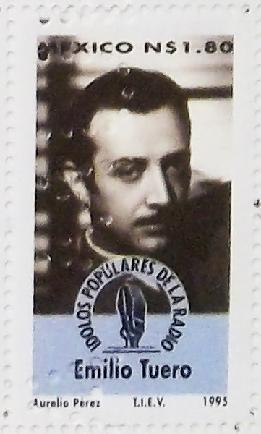 MEXICO N$1.80
IDOLOS POPULARES DE LA RADIO
Emilio Tuero
Aurelio Perez T.I.E.V. 1995